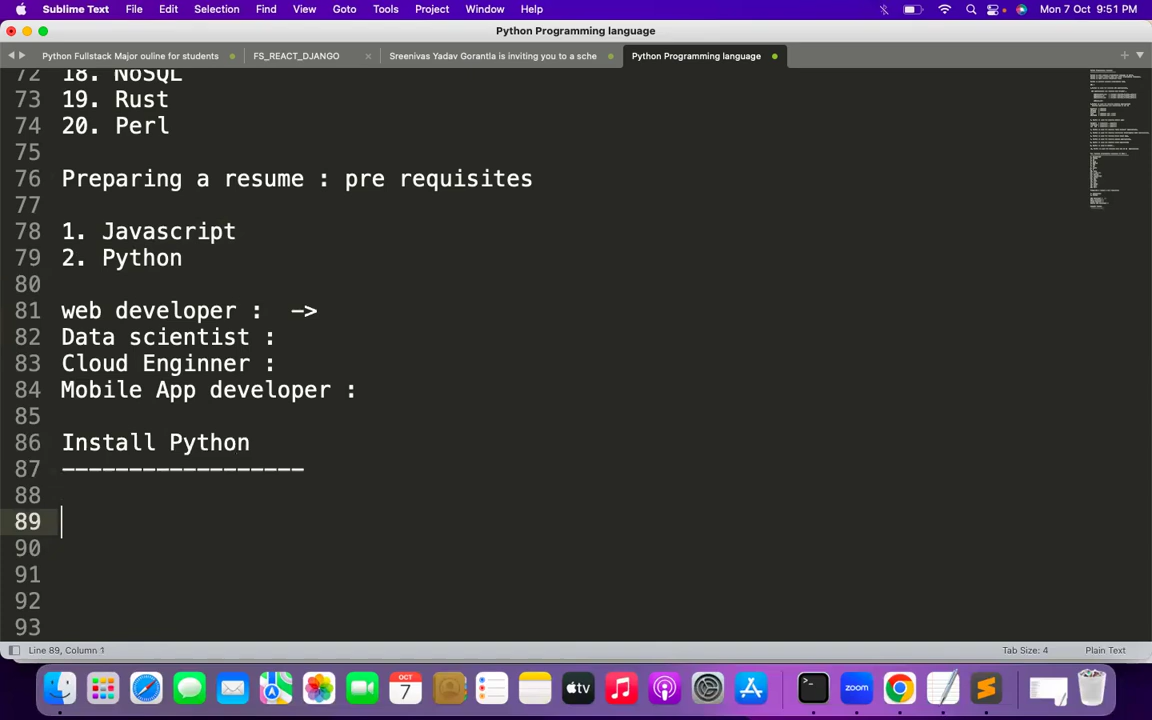 Sublime Text File Edit Selection Find View Goto Tools Project Window Help Mon 7 Oct 9:51 PM
Python Programming language
Python Fullstack Major ouline for students FS_REACT_DJANGO Sreenivas Yadav Gorantla is inviting you to a sche Python Programming language
72 18. NoSQL
73 19. Rust
74 20. Perl
75
76 Preparing a resume : pre requisites
77
78 1. Javascript
79 2. Python
80
81 web developer : ->
82 Data scientist :
83 Cloud Enginner :
84 Mobile App developer :
85
86 Install Python
87 ------------------
88
89
90
91
92
93
Line 89, Column 1 Tab Size: 4 Plain Text
OCT
7
tv
zoom